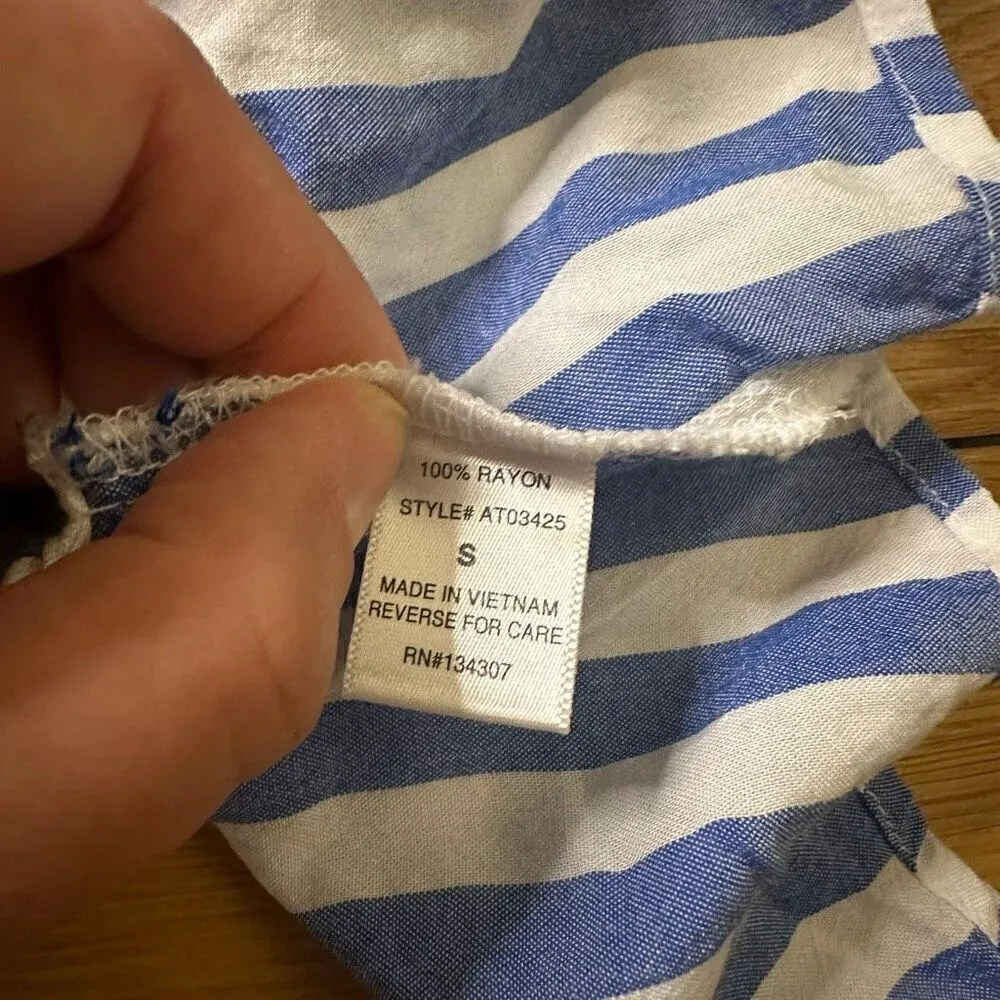 100% RAYON
STYLE# AT03425
S
MADE IN VIETNAM
REVERSE FOR CARE
RN#134307